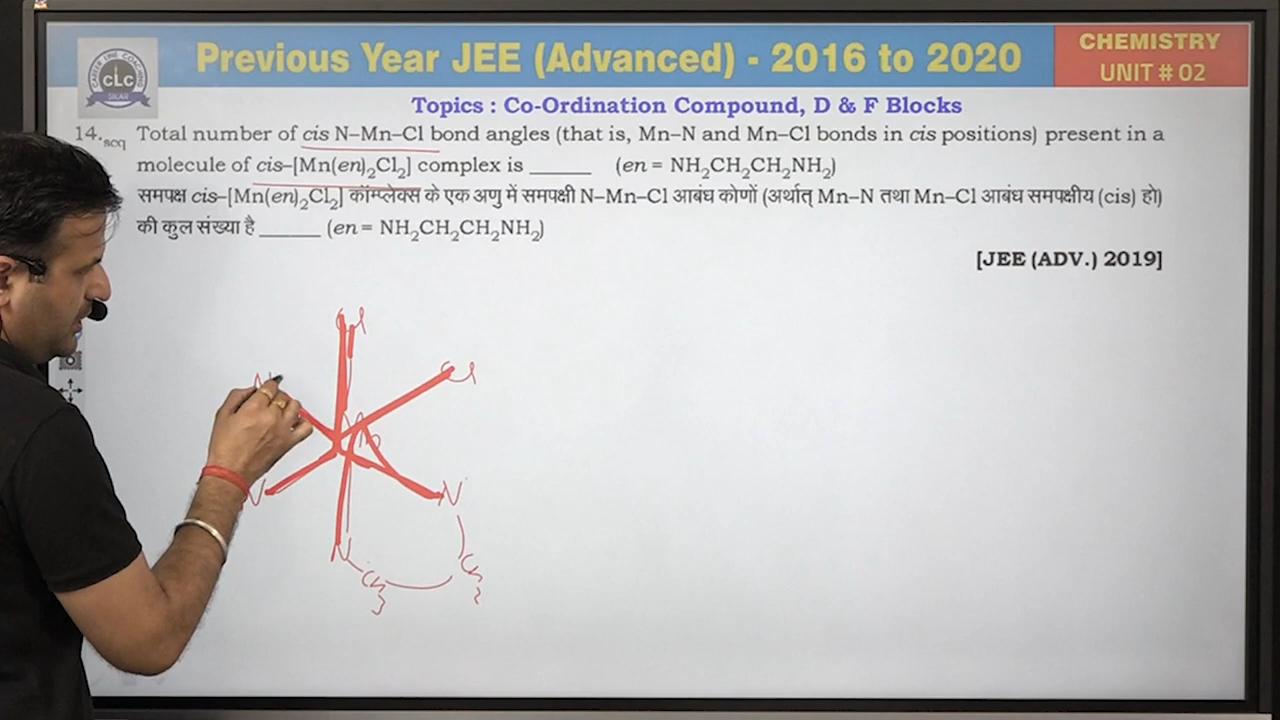 Previous Year JEE (Advanced) - 2016 to 2020
CHEMISTRY
UNIT # 02
CLC
SIKAR
Topics : Co-Ordination Compound, D & F Blocks
14.scq Total number of cis N–Mn–Cl bond angles (that is, Mn–N and Mn–Cl bonds in cis positions) present in a
molecule of cis–[Mn(en)₂Cl₂] complex is ______ (en = NH₂CH₂CH₂NH₂)
समपक्ष cis–[Mn(en)₂Cl₂] कॉम्प्लेक्स के एक अणु में समपक्षी N–Mn–Cl आबंध कोणों (अर्थात् Mn–N तथा Mn–Cl आबंध समपक्षीय (cis) हो)
की कुल संख्या है ______ (en = NH₂CH₂CH₂NH₂)
[JEE (ADV.) 2019]
Cl
Cl
N
Mn
N
N
N
CH₂
CH₂